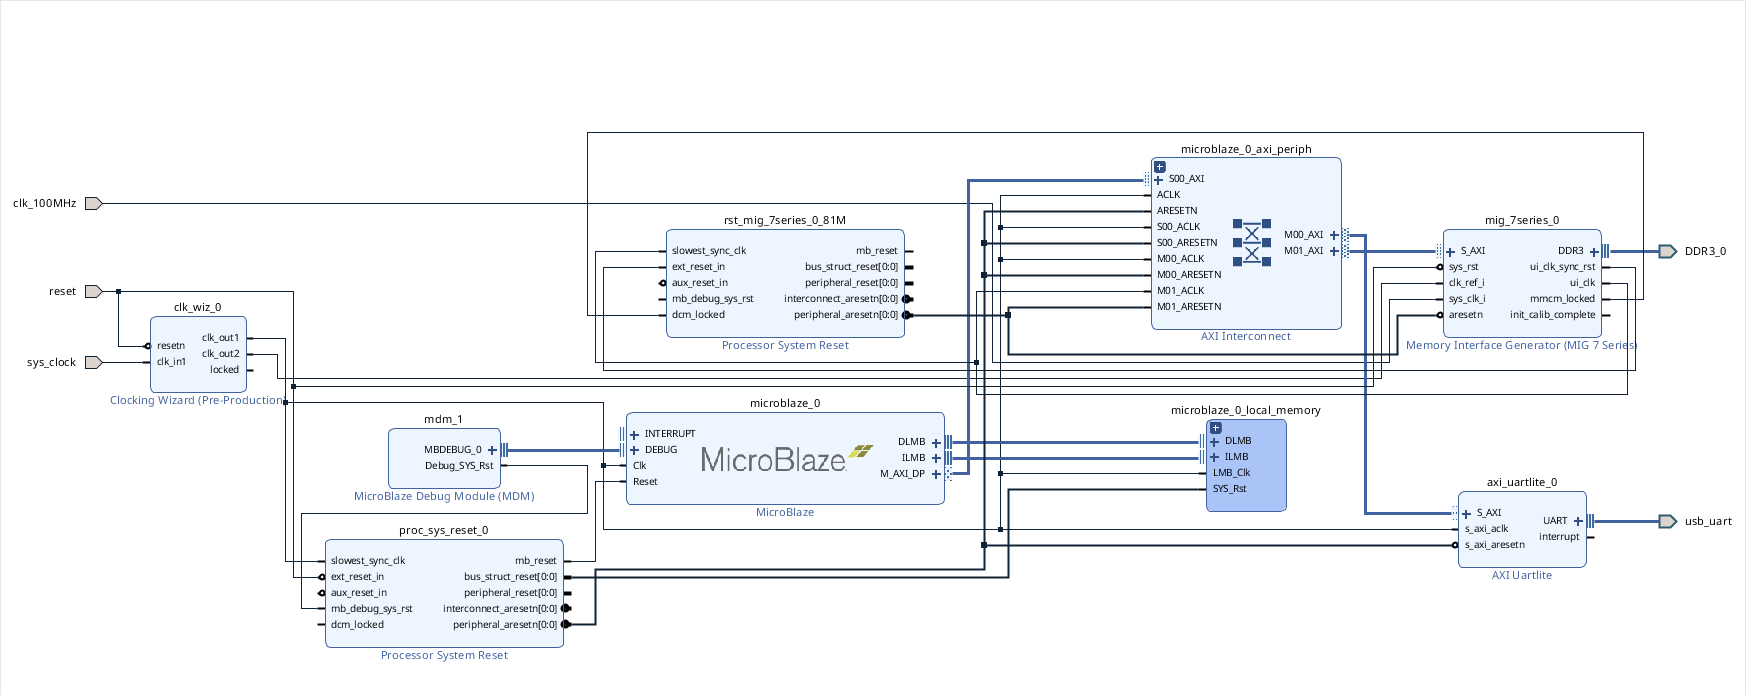 clk_100MHz
reset
sys_clock
clk_wiz_0
resetn
clk_in1
clk_out1
clk_out2
locked
Clocking Wizard (Pre-Production)
mdm_1
MBDEBUG_0
Debug_SYS_Rst
MicroBlaze Debug Module (MDM)
proc_sys_reset_0
slowest_sync_clk
ext_reset_in
aux_reset_in
mb_debug_sys_rst
dcm_locked
mb_reset
bus_struct_reset[0:0]
peripheral_reset[0:0]
interconnect_aresetn[0:0]
peripheral_aresetn[0:0]
Processor System Reset
rst_mig_7series_0_81M
slowest_sync_clk
ext_reset_in
aux_reset_in
mb_debug_sys_rst
dcm_locked
mb_reset
bus_struct_reset[0:0]
peripheral_reset[0:0]
interconnect_aresetn[0:0]
peripheral_aresetn[0:0]
Processor System Reset
microblaze_0
INTERRUPT
DEBUG
Clk
Reset
MicroBlaze
DLMB
ILMB
M_AXI_DP
MicroBlaze
microblaze_0_axi_periph
S00_AXI
ACLK
ARESETN
S00_ACLK
S00_ARESETN
M00_ACLK
M00_ARESETN
M01_ACLK
M01_ARESETN
M00_AXI
M01_AXI
AXI Interconnect
microblaze_0_local_memory
DLMB
ILMB
LMB_Clk
SYS_Rst
mig_7series_0
S_AXI
sys_rst
clk_ref_i
sys_clk_i
aresetn
DDR3
ui_clk_sync_rst
ui_clk
mmcm_locked
init_calib_complete
Memory Interface Generator (MIG 7 Series)
axi_uartlite_0
S_AXI
s_axi_aclk
s_axi_aresetn
UART
interrupt
AXI Uartlite
DDR3_0
usb_uart